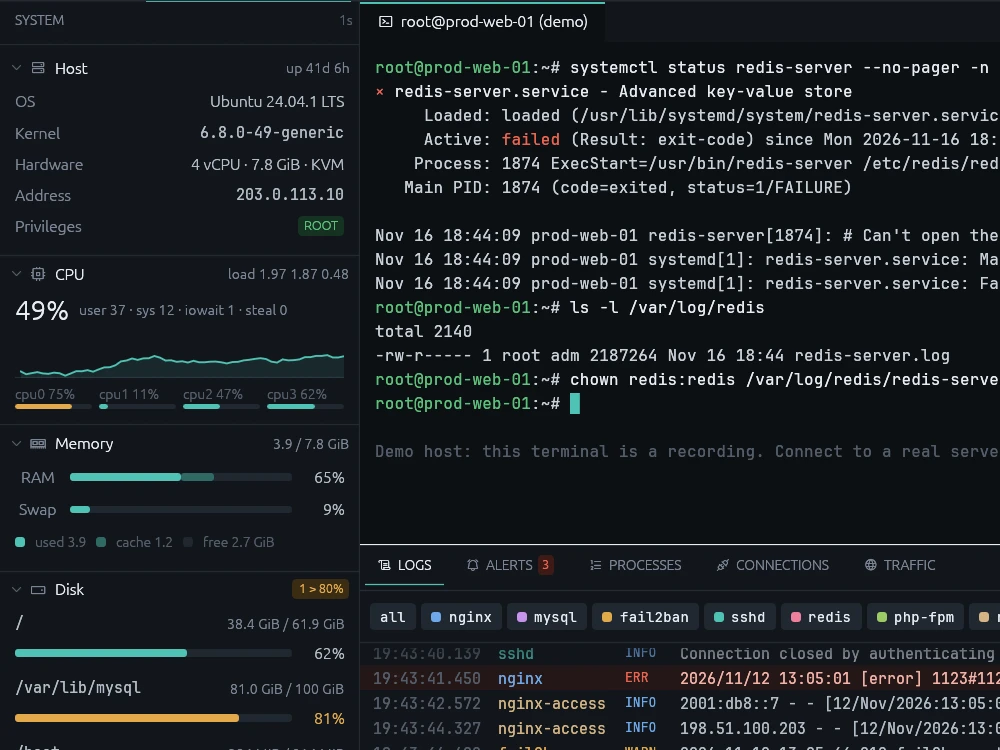 SYSTEM 1s
Host up 41d 6h
OS Ubuntu 24.04.1 LTS
Kernel 6.8.0-49-generic
Hardware 4 vCPU · 7.8 GiB · KVM
Address 203.0.113.10
Privileges ROOT
CPU load 1.97 1.87 0.48
49% user 37 · sys 12 · iowait 1 · steal 0
cpu0 75% cpu1 11% cpu2 47% cpu3 62%
Memory 3.9 / 7.8 GiB
RAM 65%
Swap 9%
used 3.9 cache 1.2 free 2.7 GiB
Disk 1 > 80%
/ 38.4 GiB / 61.9 GiB
62%
/var/lib/mysql 81.0 GiB / 100 GiB
81%
root@prod-web-01 (demo)
root@prod-web-01:~# systemctl status redis-server --no-pager -n
× redis-server.service - Advanced key-value store
Loaded: loaded (/usr/lib/systemd/system/redis-server.servic
Active: failed (Result: exit-code) since Mon 2026-11-16 18:
Process: 1874 ExecStart=/usr/bin/redis-server /etc/redis/red
Main PID: 1874 (code=exited, status=1/FAILURE)
Nov 16 18:44:09 prod-web-01 redis-server[1874]: # Can't open the
Nov 16 18:44:09 prod-web-01 systemd[1]: redis-server.service: Ma
Nov 16 18:44:09 prod-web-01 systemd[1]: redis-server.service: Fa
root@prod-web-01:~# ls -l /var/log/redis
total 2140
-rw-r----- 1 root adm 2187264 Nov 16 18:44 redis-server.log
root@prod-web-01:~# chown redis:redis /var/log/redis/redis-serve
root@prod-web-01:~#
Demo host: this terminal is a recording. Connect to a real serve
LOGS ALERTS 3 PROCESSES CONNECTIONS TRAFFIC
all nginx mysql fail2ban sshd redis php-fpm
19:43:40.139 sshd INFO Connection closed by authenticating
19:43:41.450 nginx ERR 2026/11/12 13:05:01 [error] 1123#112
19:43:42.572 nginx-access INFO 2001:db8::7 - - [12/Nov/2026:13:05:0
19:43:44.327 nginx-access INFO 198.51.100.203 - - [12/Nov/2026:13:0